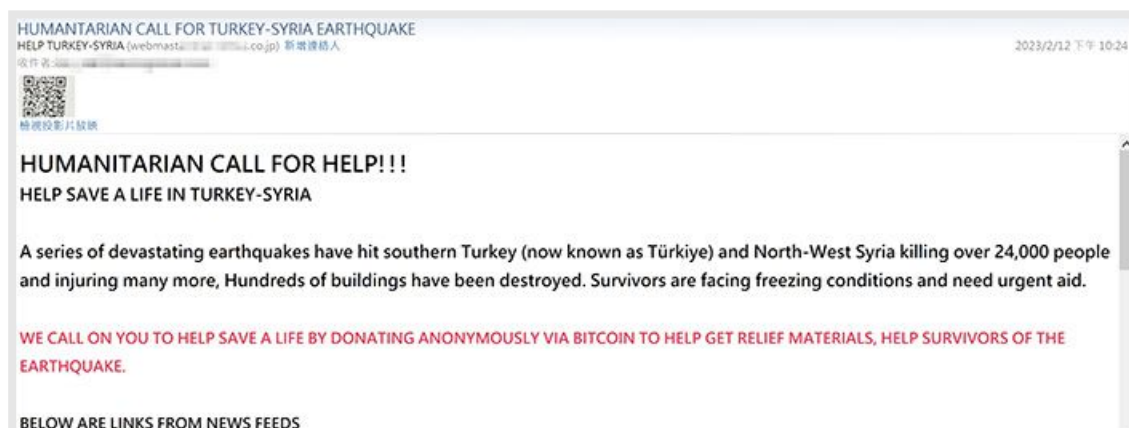 HUMANTARIAN CALL FOR TURKEY-SYRIA EARTHQUAKE
HELP TURKEY-SYRIA (webmast .co.jp) 新增連絡人
2023/2/12 下午 10:24
收件者:
檢視投影片放映
HUMANITARIAN CALL FOR HELP!!!
HELP SAVE A LIFE IN TURKEY-SYRIA
A series of devastating earthquakes have hit southern Turkey (now known as Türkiye) and North-West Syria killing over 24,000 people
and injuring many more, Hundreds of buildings have been destroyed. Survivors are facing freezing conditions and need urgent aid.
WE CALL ON YOU TO HELP SAVE A LIFE BY DONATING ANONYMOUSLY VIA BITCOIN TO HELP GET RELIEF MATERIALS, HELP SURVIVORS OF THE
EARTHQUAKE.
BELOW ARE LINKS FROM NEWS FEEDS